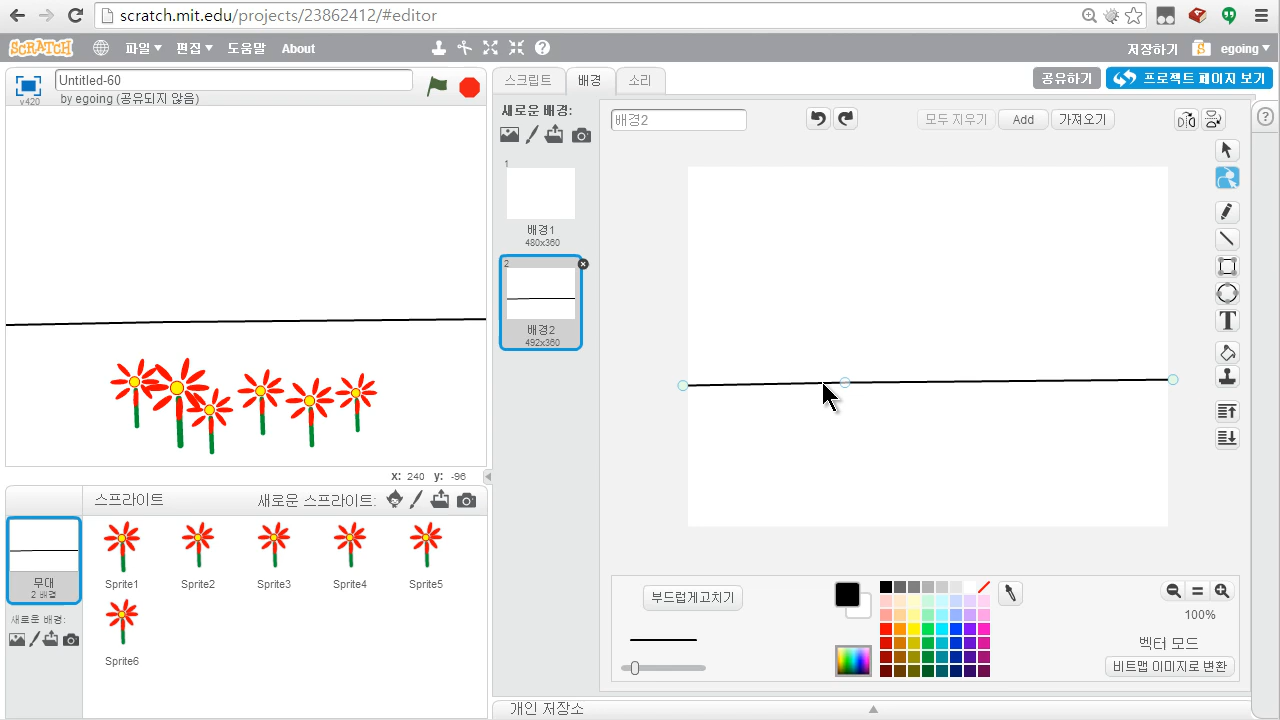 scratch.mit.edu/projects/23862412/#editor
SCRATCH 파일 편집 도움말 About 저장하기 S egoing
v420 Untitled-60
by egoing (공유되지 않음)
스크립트 배경 소리 공유하기 프로젝트 페이지 보기
새로운 배경:
배경2 모두 지우기 Add 가져오기
1
배경1
480x360
2
배경2
492x360
T
x: 240 y: -96
스프라이트 새로운 스프라이트:
무대
2 배경
새로운 배경:
Sprite1 Sprite2 Sprite3 Sprite4 Sprite5
Sprite6
부드럽게고치기
100%
벡터 모드
비트맵 이미지로 변환
개인 저장소